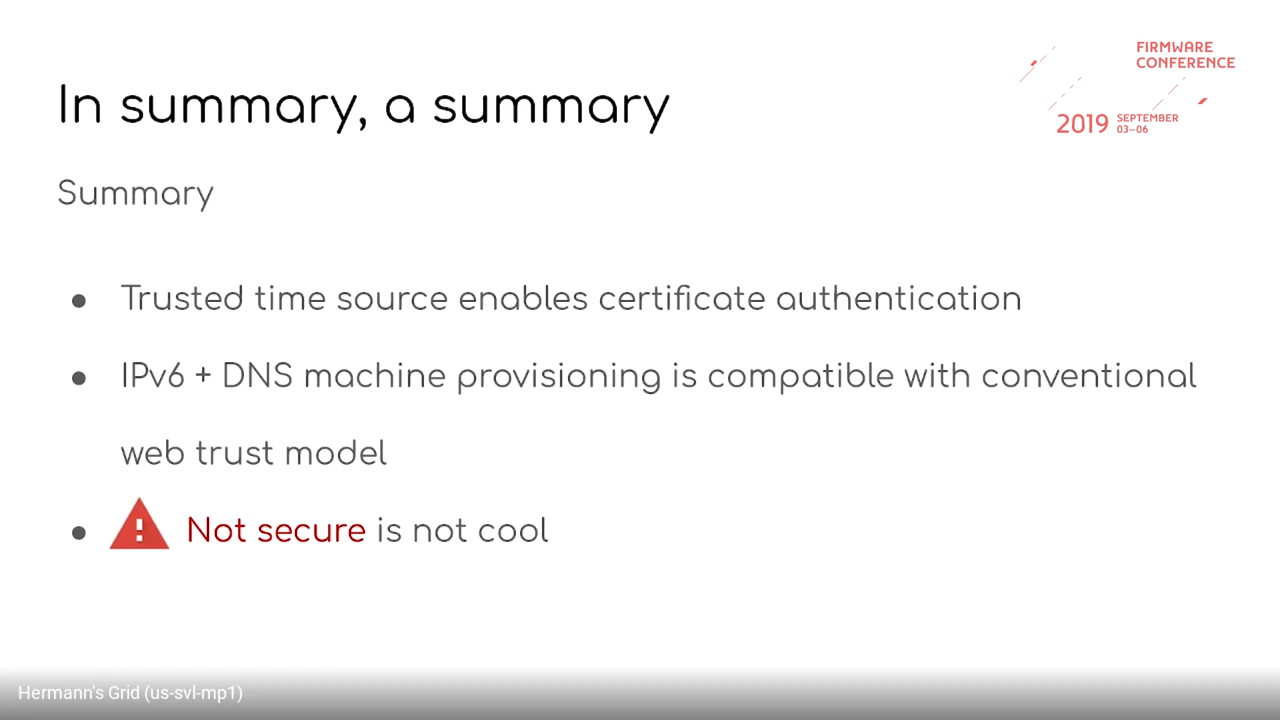 FIRMWARE
CONFERENCE
2019 SEPTEMBER
03–06
In summary, a summary
Summary
● Trusted time source enables certificate authentication
● IPv6 + DNS machine provisioning is compatible with conventional
web trust model
● ! Not secure is not cool
Hermann's Grid (us-svl-mp1)